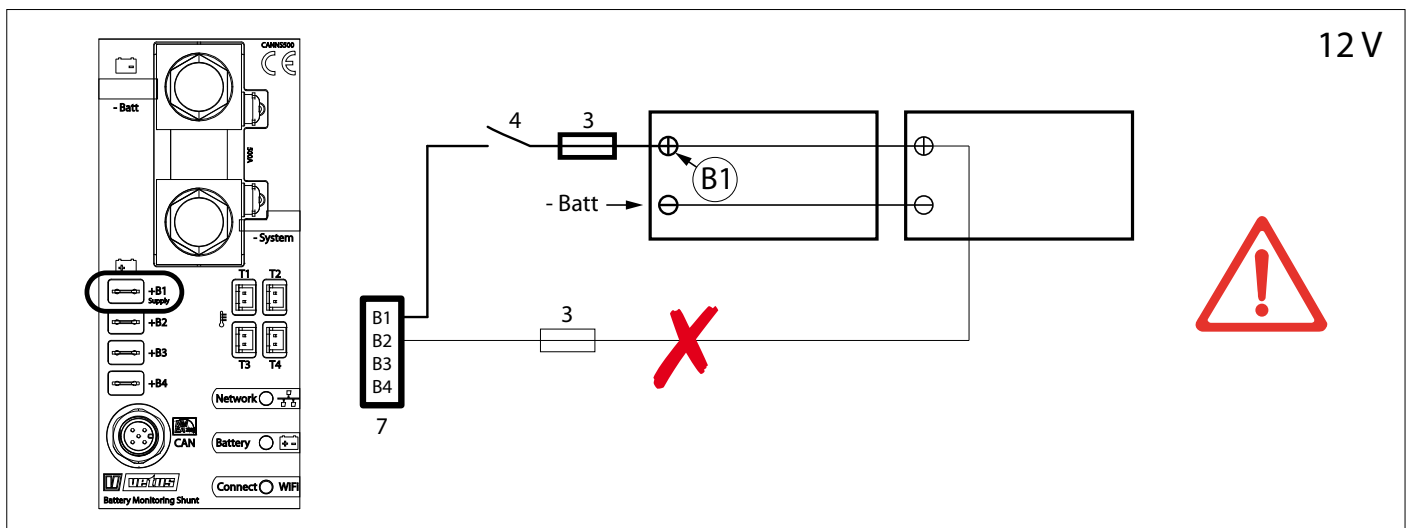 12 V
CANNS500
CE
- Batt
500A
- System
+B1
Supply
+B2
+B3
+B4
T1 T2
T3 T4
Network
CAN
Battery
Connect WIFI
vetus
Battery Monitoring Shunt
4 3
B1
- Batt
B1
B2
B3
B4
3
7